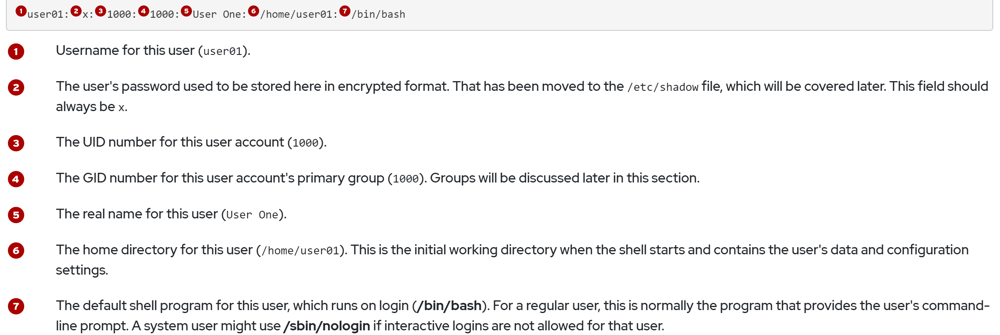 1user01:2x:31000:41000:5User One:6/home/user01:7/bin/bash
1 Username for this user (user01).
2 The user's password used to be stored here in encrypted format. That has been moved to the /etc/shadow file, which will be covered later. This field should
always be x.
3 The UID number for this user account (1000).
4 The GID number for this user account's primary group (1000). Groups will be discussed later in this section.
5 The real name for this user (User One).
6 The home directory for this user (/home/user01). This is the initial working directory when the shell starts and contains the user's data and configuration
settings.
7 The default shell program for this user, which runs on login (/bin/bash). For a regular user, this is normally the program that provides the user's command-
line prompt. A system user might use /sbin/nologin if interactive logins are not allowed for that user.